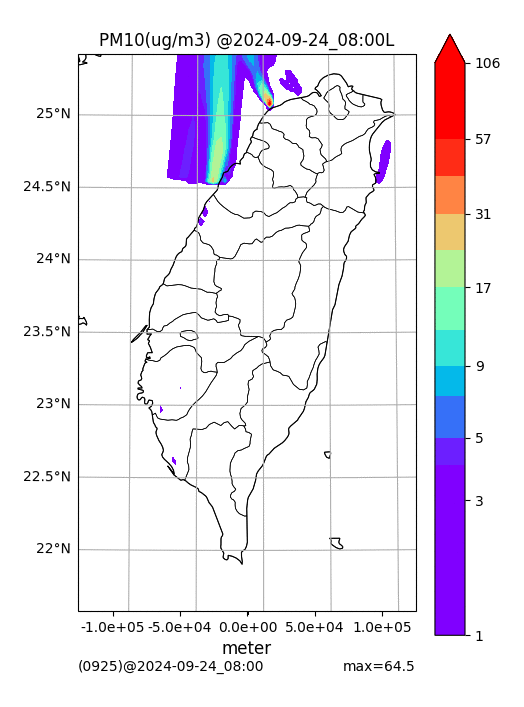 PM10(ug/m3) @2024-09-24_08:00L
25°N
24.5°N
24°N
23.5°N
23°N
22.5°N
22°N
-1.0e+05 -5.0e+04 0.0e+00 5.0e+04 1.0e+05
meter
(0925)@2024-09-24_08:00 max=64.5
106
57
31
17
9
5
3
1